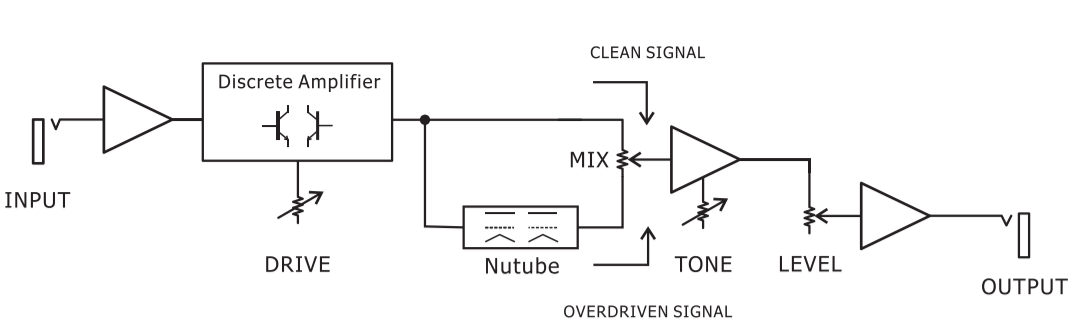 CLEAN SIGNAL
Discrete Amplifier
MIX
INPUT
DRIVE
Nutube
TONE
LEVEL
OUTPUT
OVERDRIVEN SIGNAL